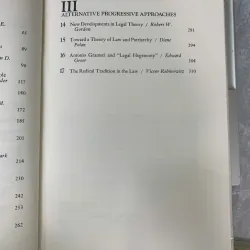 E.
III
ALTERNATIVE PROGRESSIVE APPROACHES
14 New Developments in Legal Theory / Robert W.
Gordon 281
15 Toward a Theory of Law and Patriarchy / Diane
Polan 294
16 Antonio Gramsci and "Legal Hegemony" / Edward
Greer 304
17 The Radical Tradition in the Law / Victor Rabinowitz 310
n D.